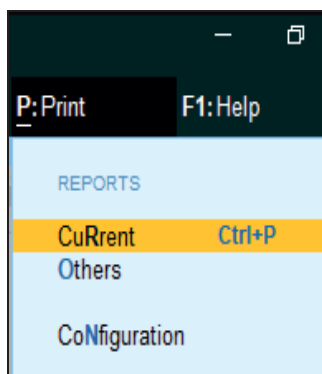 P: Print F1: Help
REPORTS
CuRrent Ctrl+P
Others
CoNfiguration